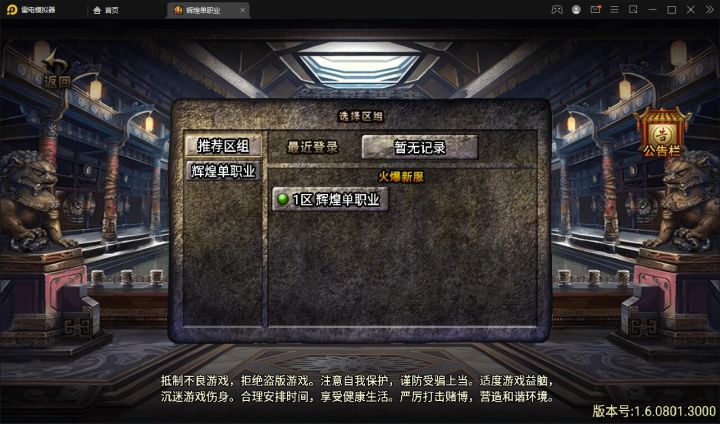 雷电模拟器
首页
辉煌单职业
返回
选择区组
推荐区组
最近登录
暂无记录
告
公告栏
辉煌单职业
火爆新服
1区 辉煌单职业
抵制不良游戏，拒绝盗版游戏。注意自我保护，谨防受骗上当。适度游戏益脑，
沉迷游戏伤身。合理安排时间，享受健康生活。严厉打击赌博，营造和谐环境。
版本号:1.6.0801.3000